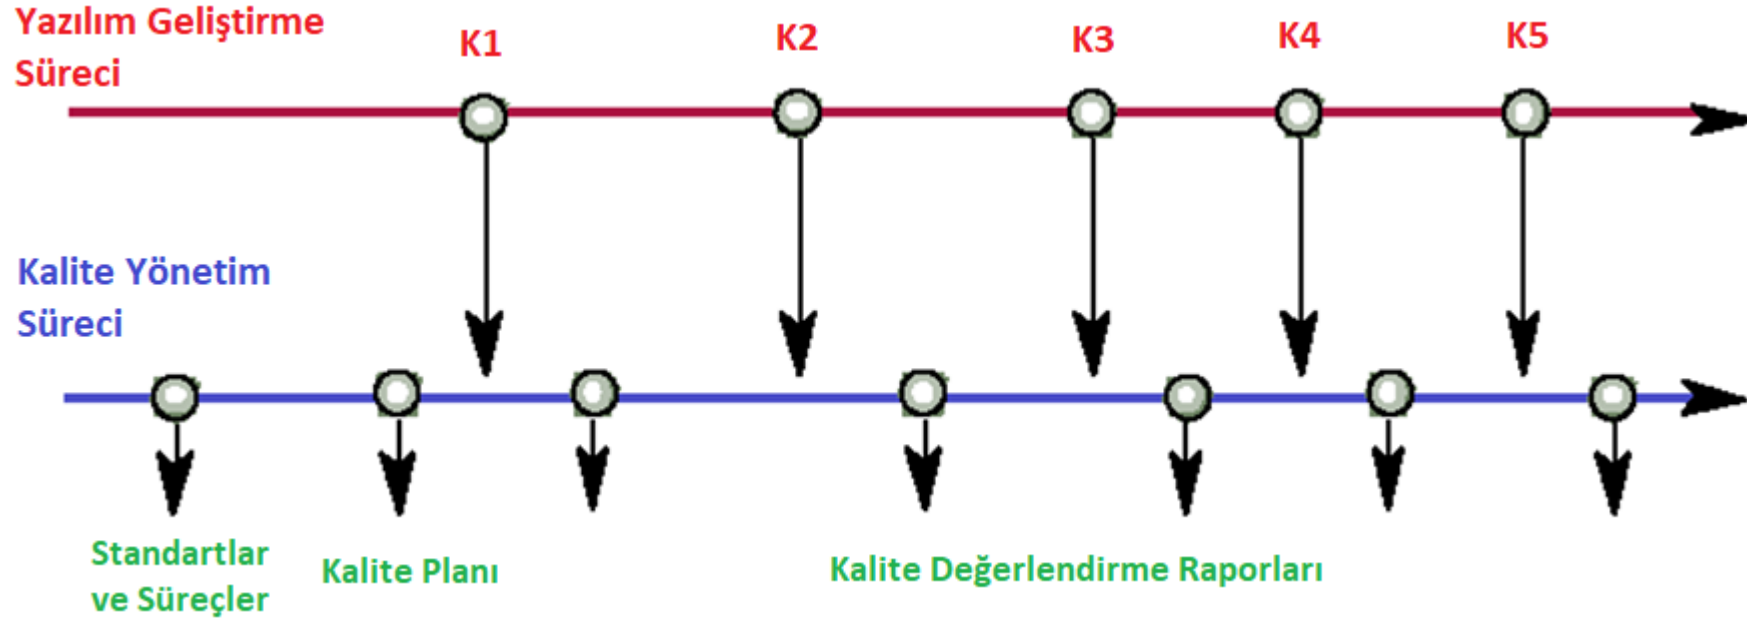 Yazılım Geliştirme
Süreci
K1
K2
K3
K4
K5
Kalite Yönetim
Süreci
Standartlar
ve Süreçler
Kalite Planı
Kalite Değerlendirme Raporları